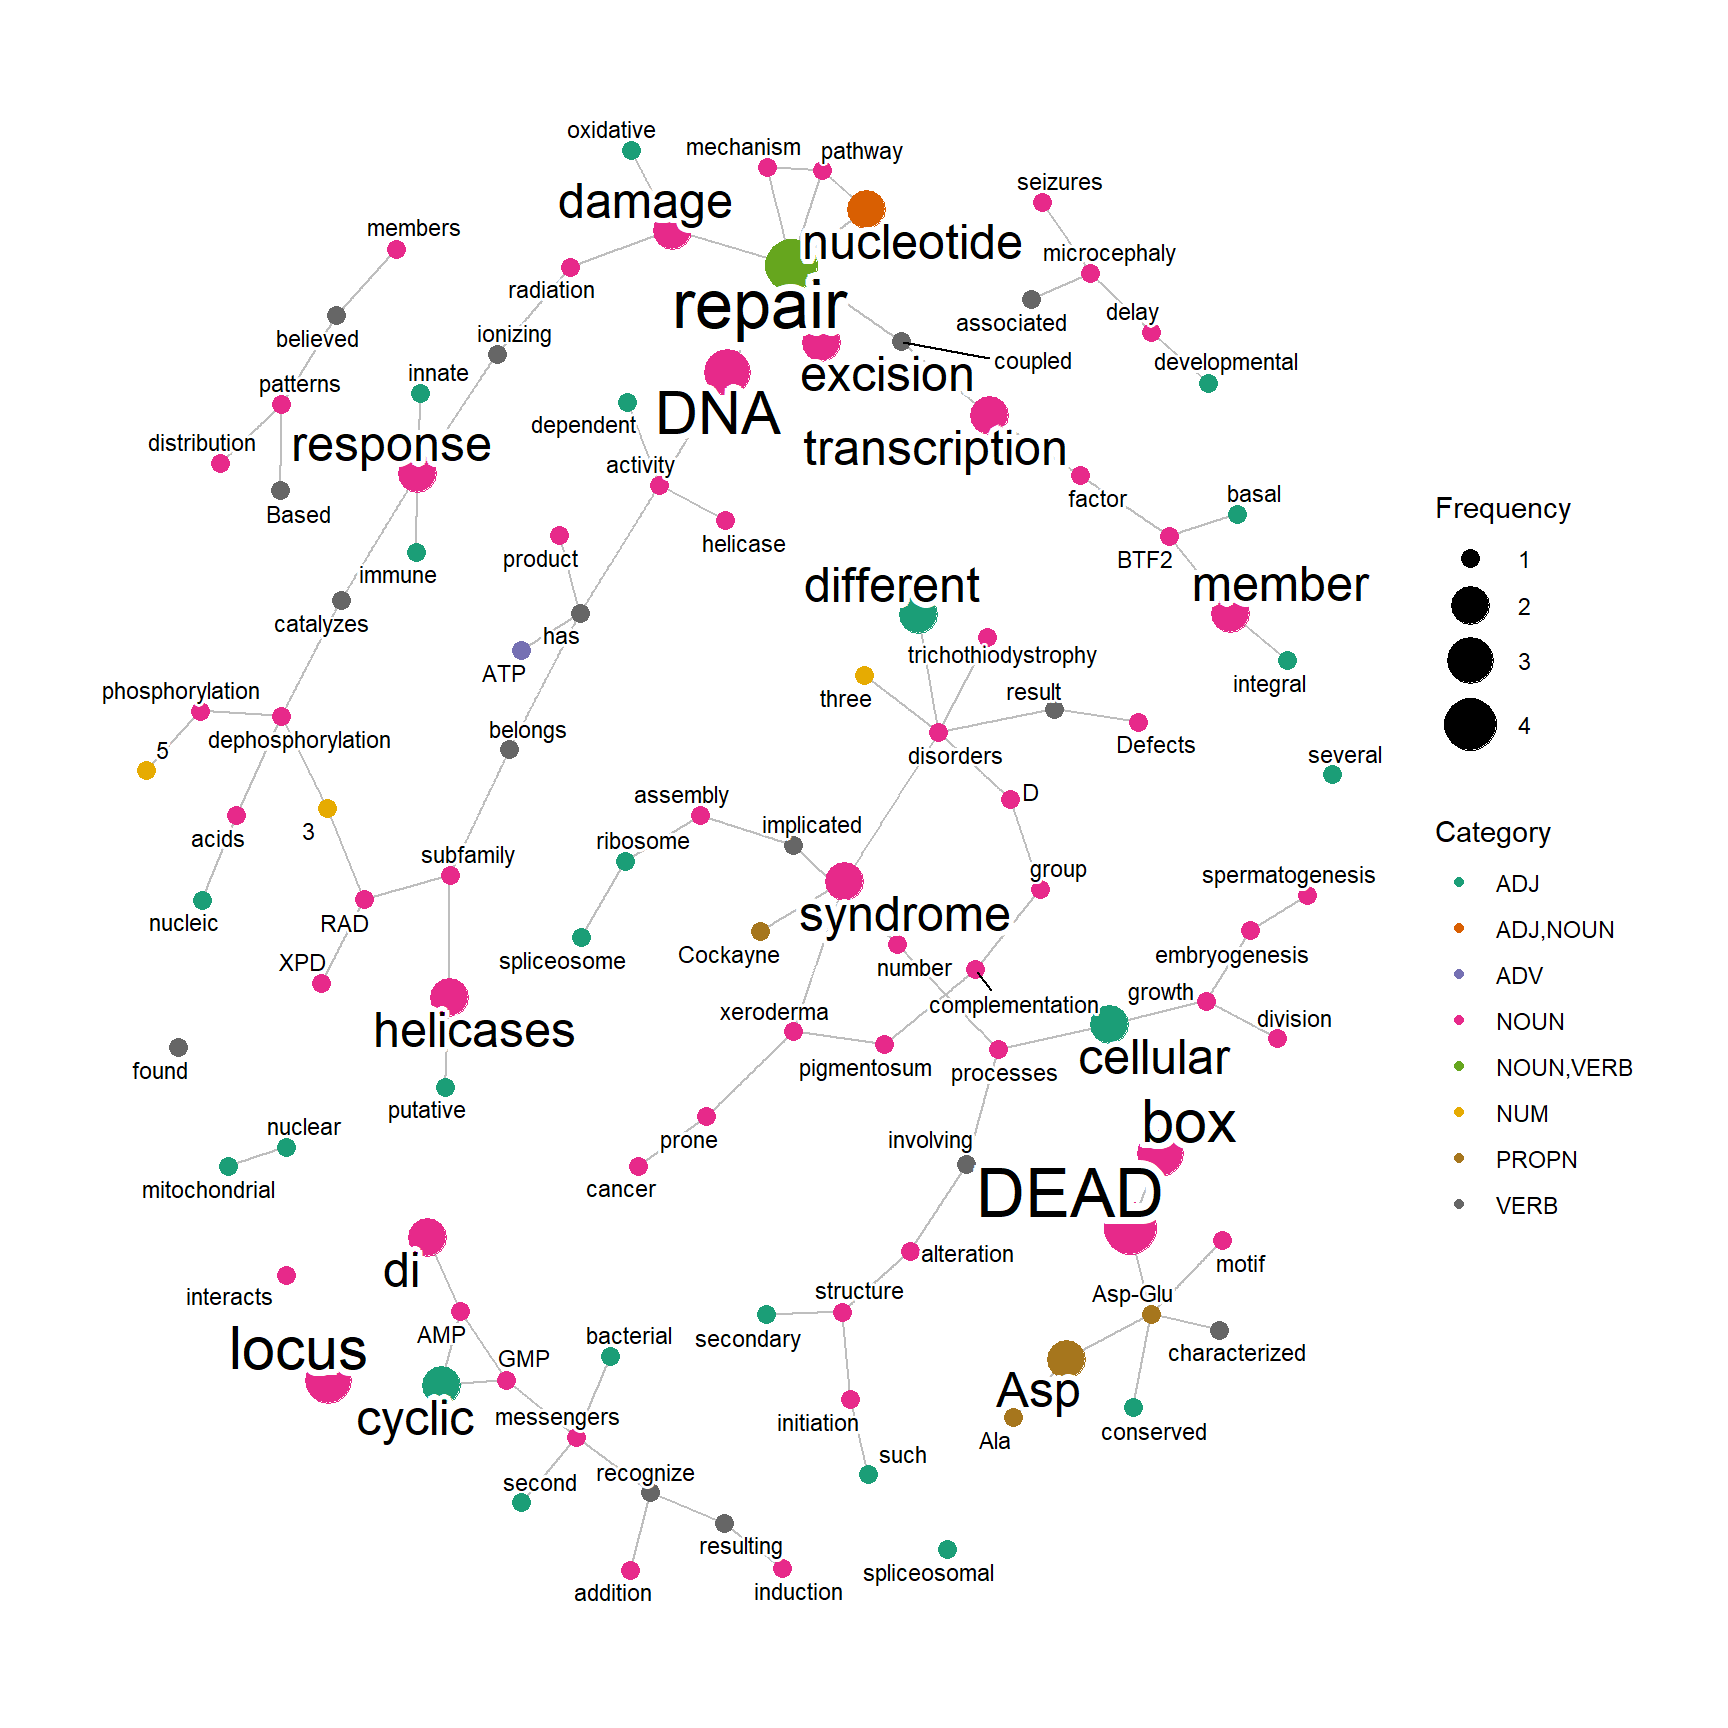 oxidative
mechanism
pathway
seizures
damage
members
nucleotide
microcephaly
radiation
repair
associated
delay
ionizing
believed
coupled
developmental
innate
excision
patterns
DNA
dependent
distribution
response
transcription
activity
factor
basal
Based
helicase
product
BTF2
immune
different
member
catalyzes
has
trichothiodystrophy
ATP
three
result
integral
phosphorylation
belongs
dephosphorylation
5
disorders
Defects
several
assembly
D
implicated
3
acids
ribosome
subfamily
group
spermatogenesis
nucleic
RAD
syndrome
Cockayne
spliceosome
number
embryogenesis
XPD
growth
complementation
xeroderma
division
helicases
cellular
found
pigmentosum
processes
putative
box
nuclear
prone
involving
mitochondrial
cancer
DEAD
di
alteration
motif
interacts
structure
Asp-Glu
AMP
bacterial
secondary
locus
GMP
characterized
Asp
cyclic
messengers
initiation
conserved
Ala
second
recognize
such
resulting
spliceosomal
addition
induction
Frequency
1
2
3
4
Category
ADJ
ADJ,NOUN
ADV
NOUN
NOUN,VERB
NUM
PROPN
VERB